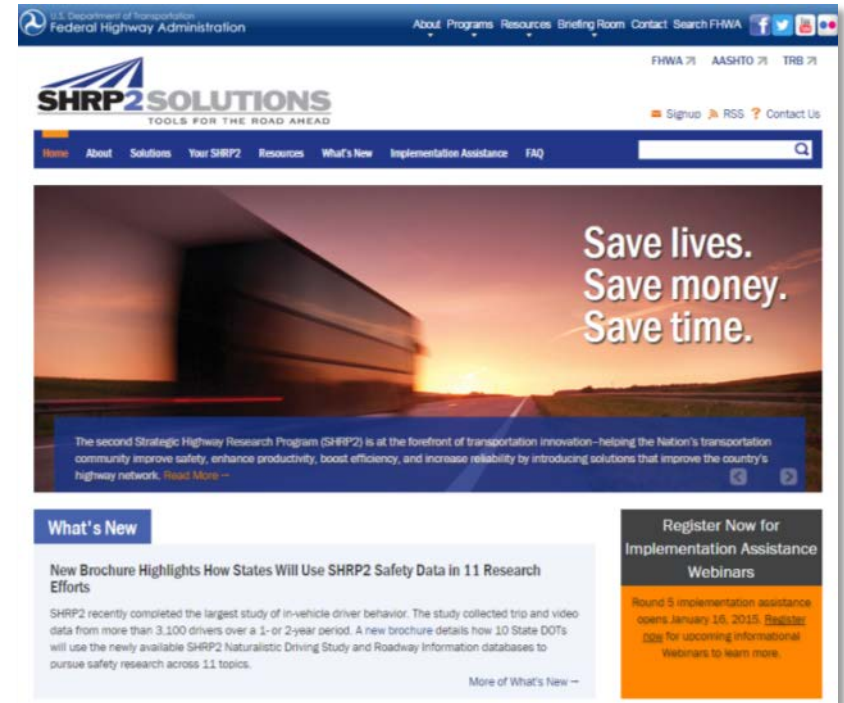 U.S. Department of Transportation
Federal Highway Administration
About Programs Resources Briefing Room Contact Search FHWA
FHWA AASHTO TRB
SHRP2 SOLUTIONS
TOOLS FOR THE ROAD AHEAD
Signup RSS ? Contact Us
Home About Solutions Your SHRP2 Resources What's New Implementation Assistance FAQ
Save lives.
Save money.
Save time.
The second Strategic Highway Research Program (SHRP2) is at the forefront of transportation innovation—helping the Nation's transportation
community improve safety, enhance productivity, boost efficiency, and increase reliability by introducing solutions that improve the country's
highway network. Read More →
What's New
New Brochure Highlights How States Will Use SHRP2 Safety Data in 11 Research
Efforts
SHRP2 recently completed the largest study of in-vehicle driver behavior. The study collected trip and video
data from more than 3,100 drivers over a 1- or 2-year period. A new brochure details how 10 State DOTs
will use the newly available SHRP2 Naturalistic Driving Study and Roadway Information databases to
pursue safety research across 11 topics.
More of What's New →
Register Now for
Implementation Assistance
Webinars
Round 5 implementation assistance
opens January 16, 2015. Register
now for upcoming informational
Webinars to learn more.